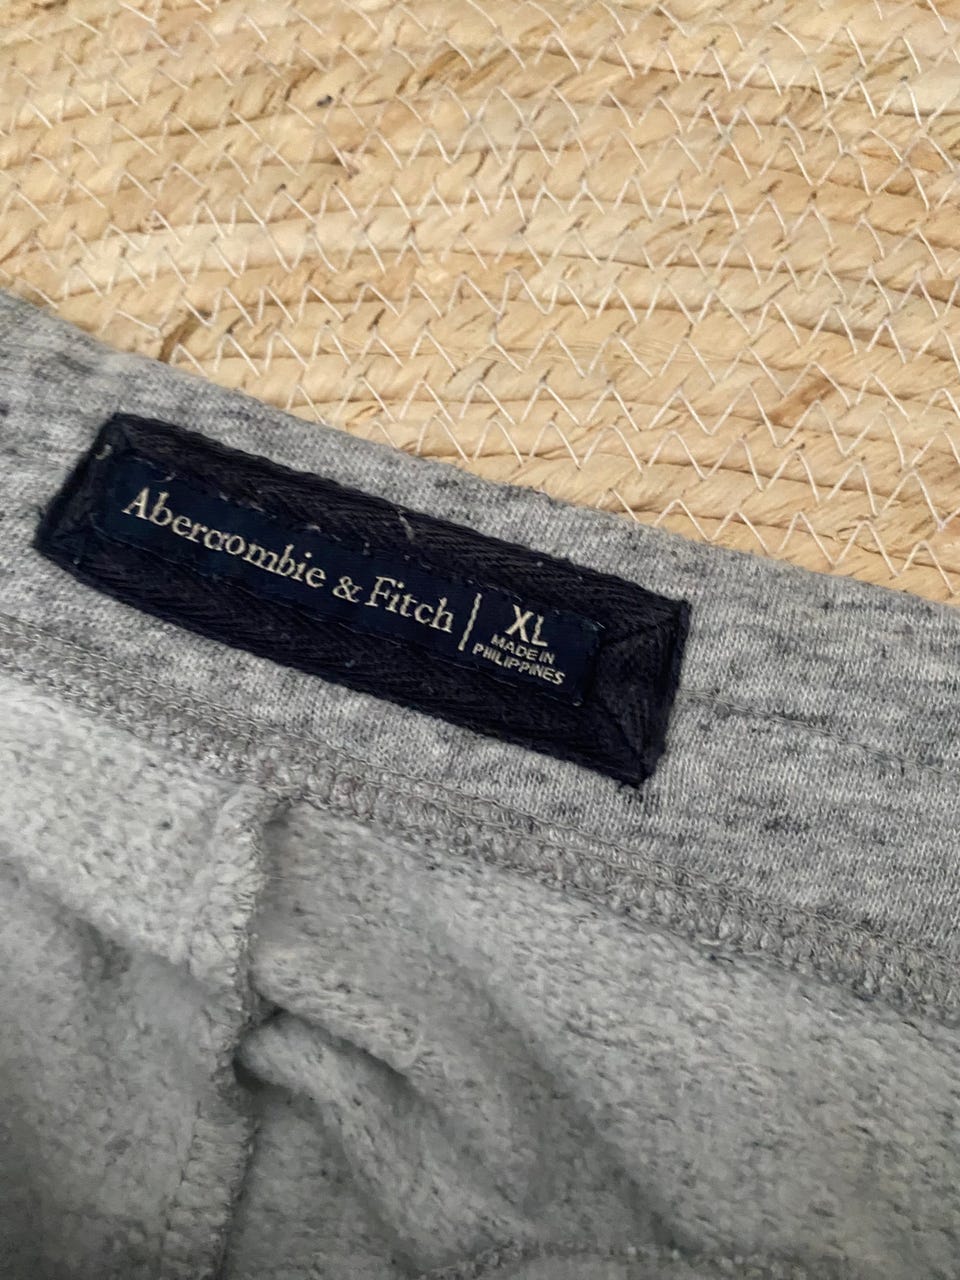 Abercrombie & Fitch
XL
MADE IN
PHILIPPINES